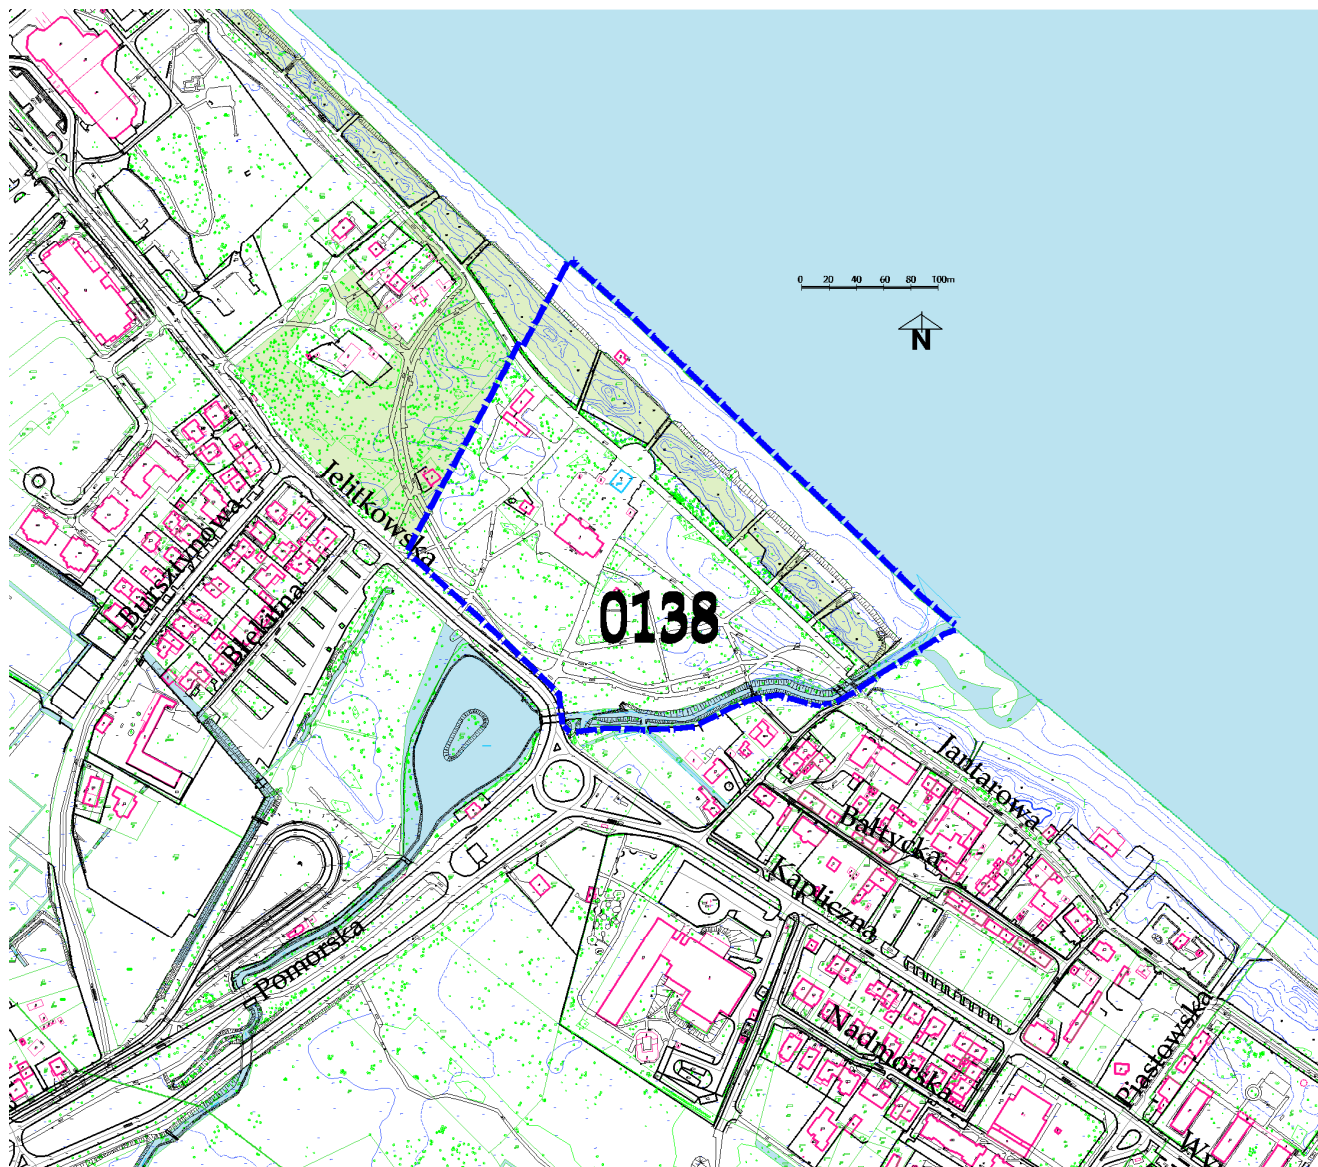 0 20 40 60 80 100m
N
Jelitkowska
Bursztynowa
Błękitna
0138
Jantarowa
Bałtycka
Kapliczna
Pomorska
Nadmorska
Piastowska